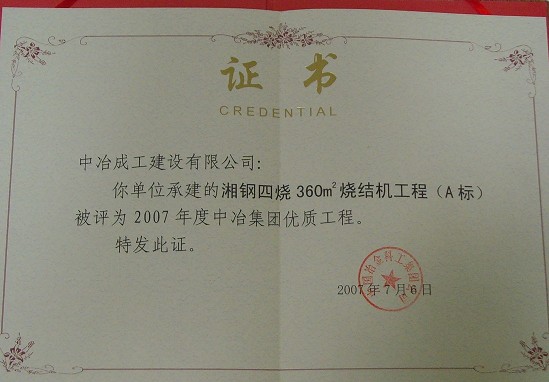 证书
CREDENTIAL
中冶成工建设有限公司:
你单位承建的湘钢四烧360㎡烧结机工程（A标）
被评为2007年度中冶集团优质工程。
特发此证。
2007年7月6日